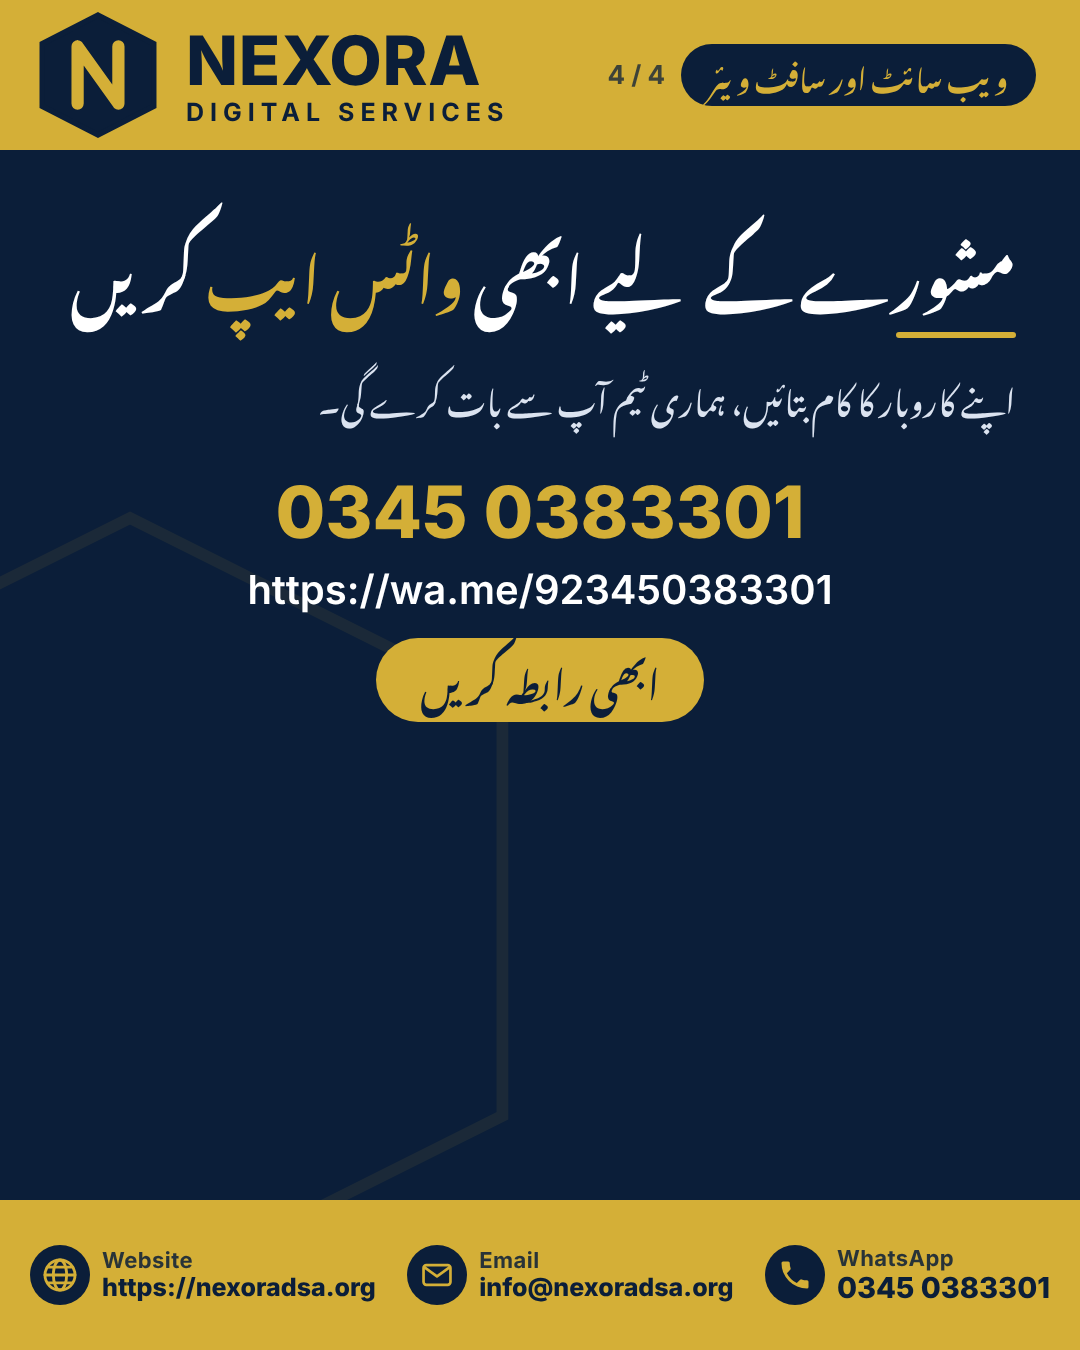 NEXORA
DIGITAL SERVICES
4 / 4
ویب سائٹ اور سافٹ ویئر
مشورے کے لیے ابھی واٹس ایپ کریں
اپنے کاروبار کا کام بتائیں، ہماری ٹیم آپ سے بات کرے گی۔
0345 0383301
https://wa.me/923450383301
ابھی رابطہ کریں
Website
https://nexoradsa.org
Email
info@nexoradsa.org
WhatsApp
0345 0383301